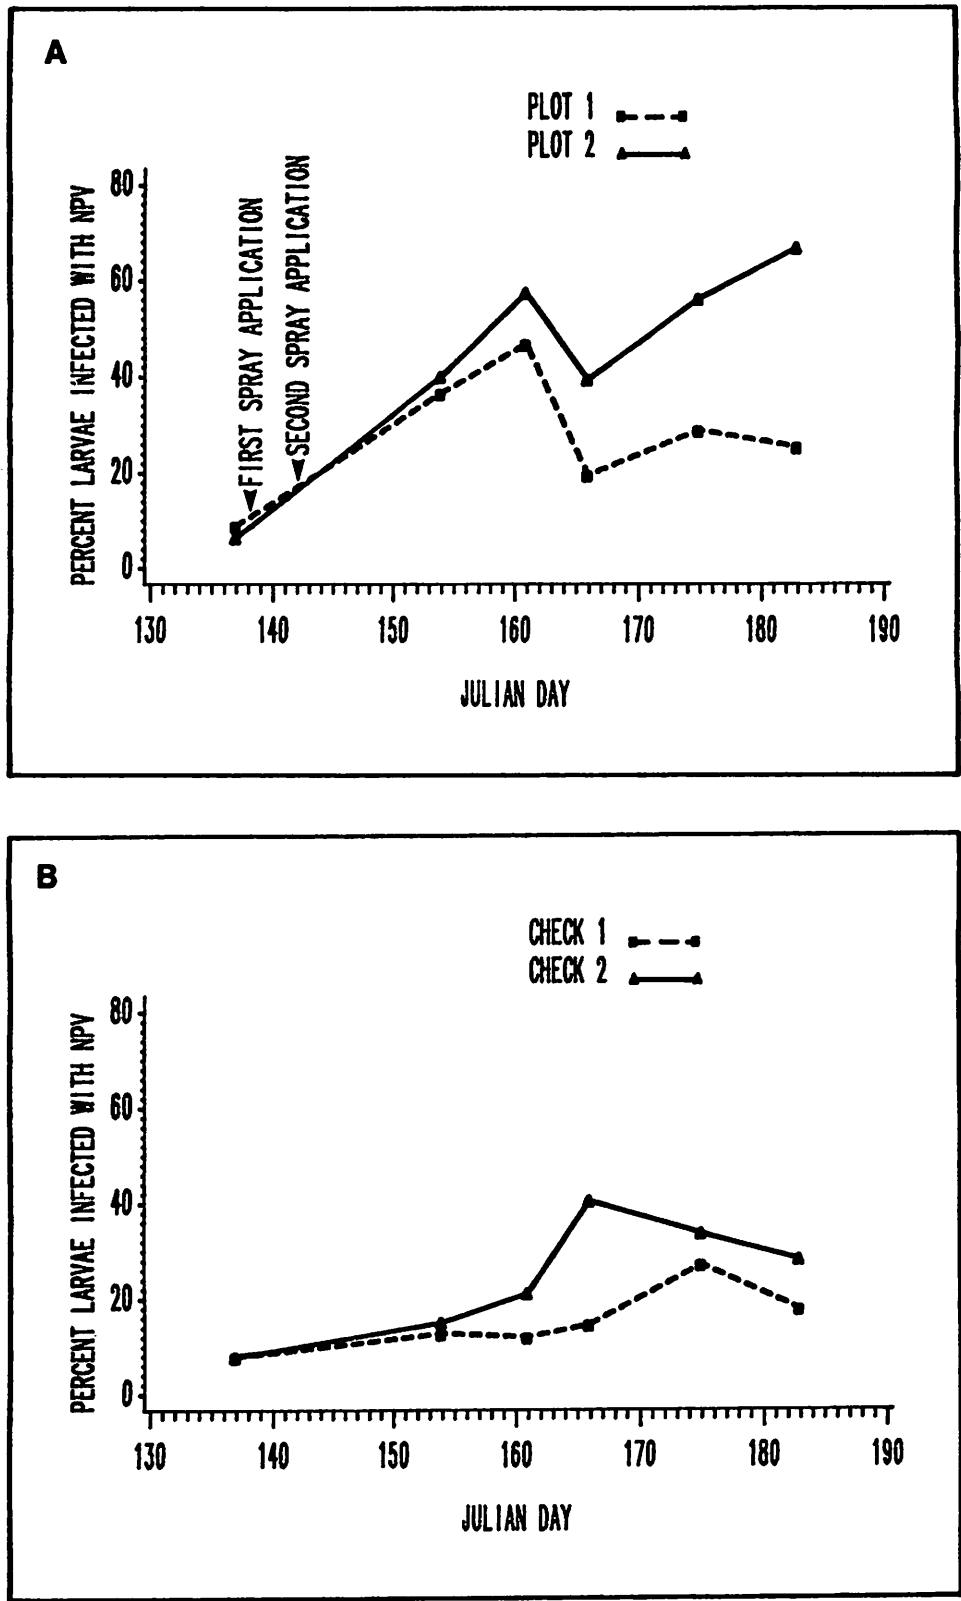 A
PLOT 1
PLOT 2
PERCENT LARVAE INFECTED WITH NPV
80
60
40
20
0
FIRST SPRAY APPLICATION
SECOND SPRAY APPLICATION
130 140 150 160 170 180 190
JULIAN DAY
B
CHECK 1
CHECK 2
PERCENT LARVAE INFECTED WITH NPV
80
60
40
20
0
130 140 150 160 170 180 190
JULIAN DAY